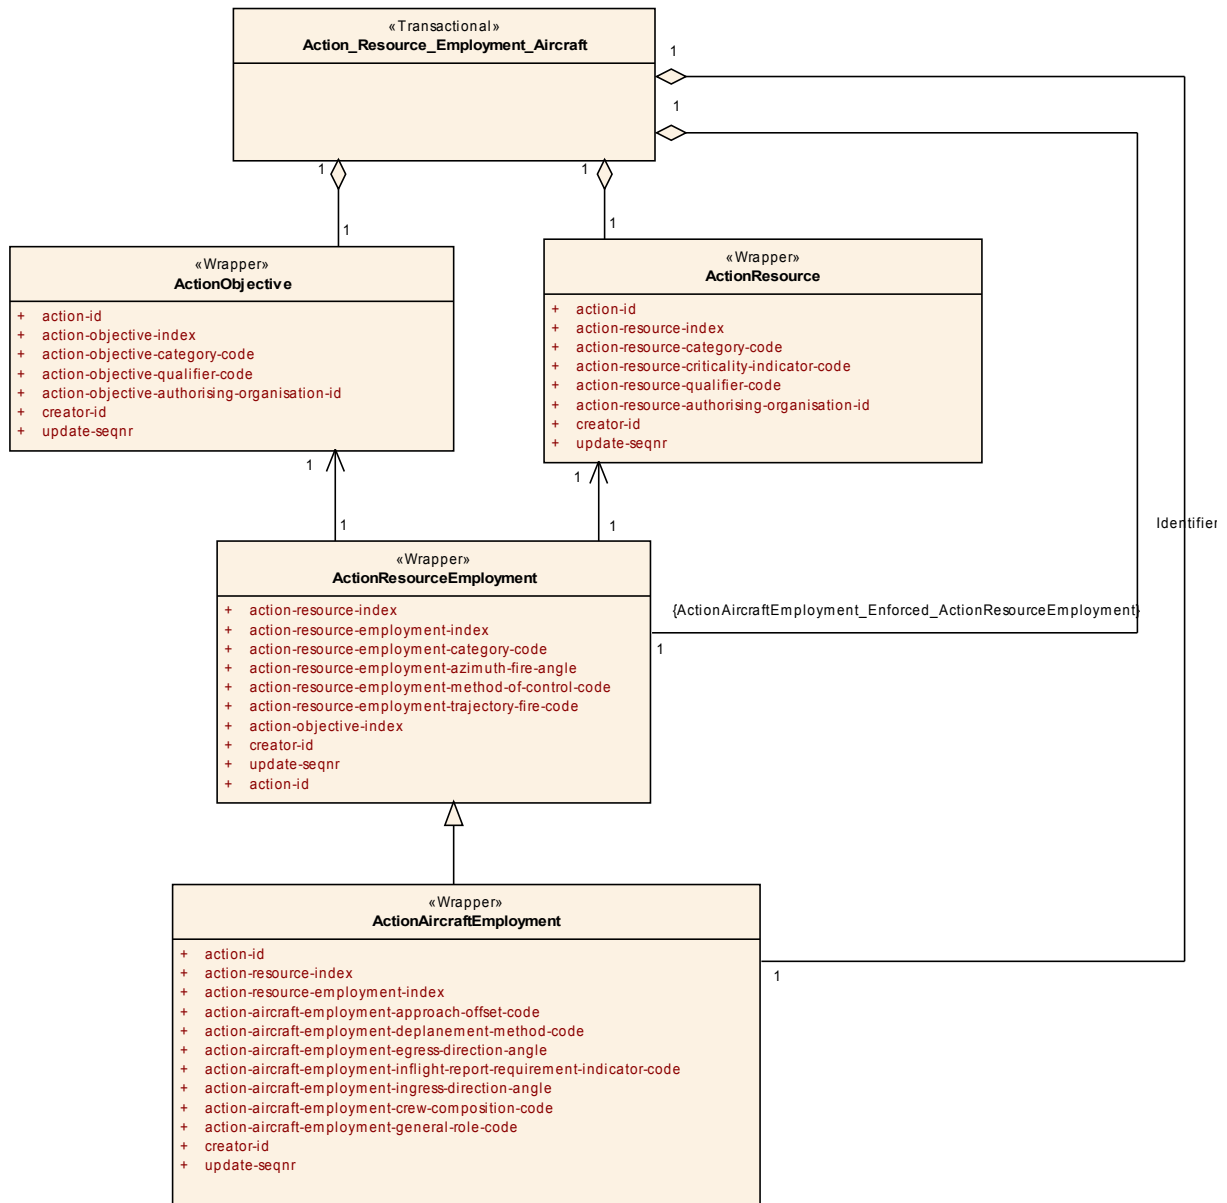 «Transactional»
Action_Resource_Employment_Aircraft
1
1
1
1
1
1
«Wrapper»
ActionObjective
+ action-id
+ action-objective-index
+ action-objective-category-code
+ action-objective-qualifier-code
+ action-objective-authorising-organisation-id
+ creator-id
+ update-seqnr
«Wrapper»
ActionResource
+ action-id
+ action-resource-index
+ action-resource-category-code
+ action-resource-criticality-indicator-code
+ action-resource-qualifier-code
+ action-resource-authorising-organisation-id
+ creator-id
+ update-seqnr
1
1
1
1
Identifier
«Wrapper»
ActionResourceEmployment
+ action-resource-index
+ action-resource-employment-index
+ action-resource-employment-category-code
+ action-resource-employment-azimuth-fire-angle
+ action-resource-employment-method-of-control-code
+ action-resource-employment-trajectory-fire-code
+ action-objective-index
+ creator-id
+ update-seqnr
+ action-id
{ActionAircraftEmployment_Enforced_ActionResourceEmployment}
1
«Wrapper»
ActionAircraftEmployment
+ action-id
+ action-resource-index
+ action-resource-employment-index
+ action-aircraft-employment-approach-offset-code
+ action-aircraft-employment-deplanement-method-code
+ action-aircraft-employment-egress-direction-angle
+ action-aircraft-employment-inflight-report-requirement-indicator-code
+ action-aircraft-employment-ingress-direction-angle
+ action-aircraft-employment-crew-composition-code
+ action-aircraft-employment-general-role-code
+ creator-id
+ update-seqnr
1